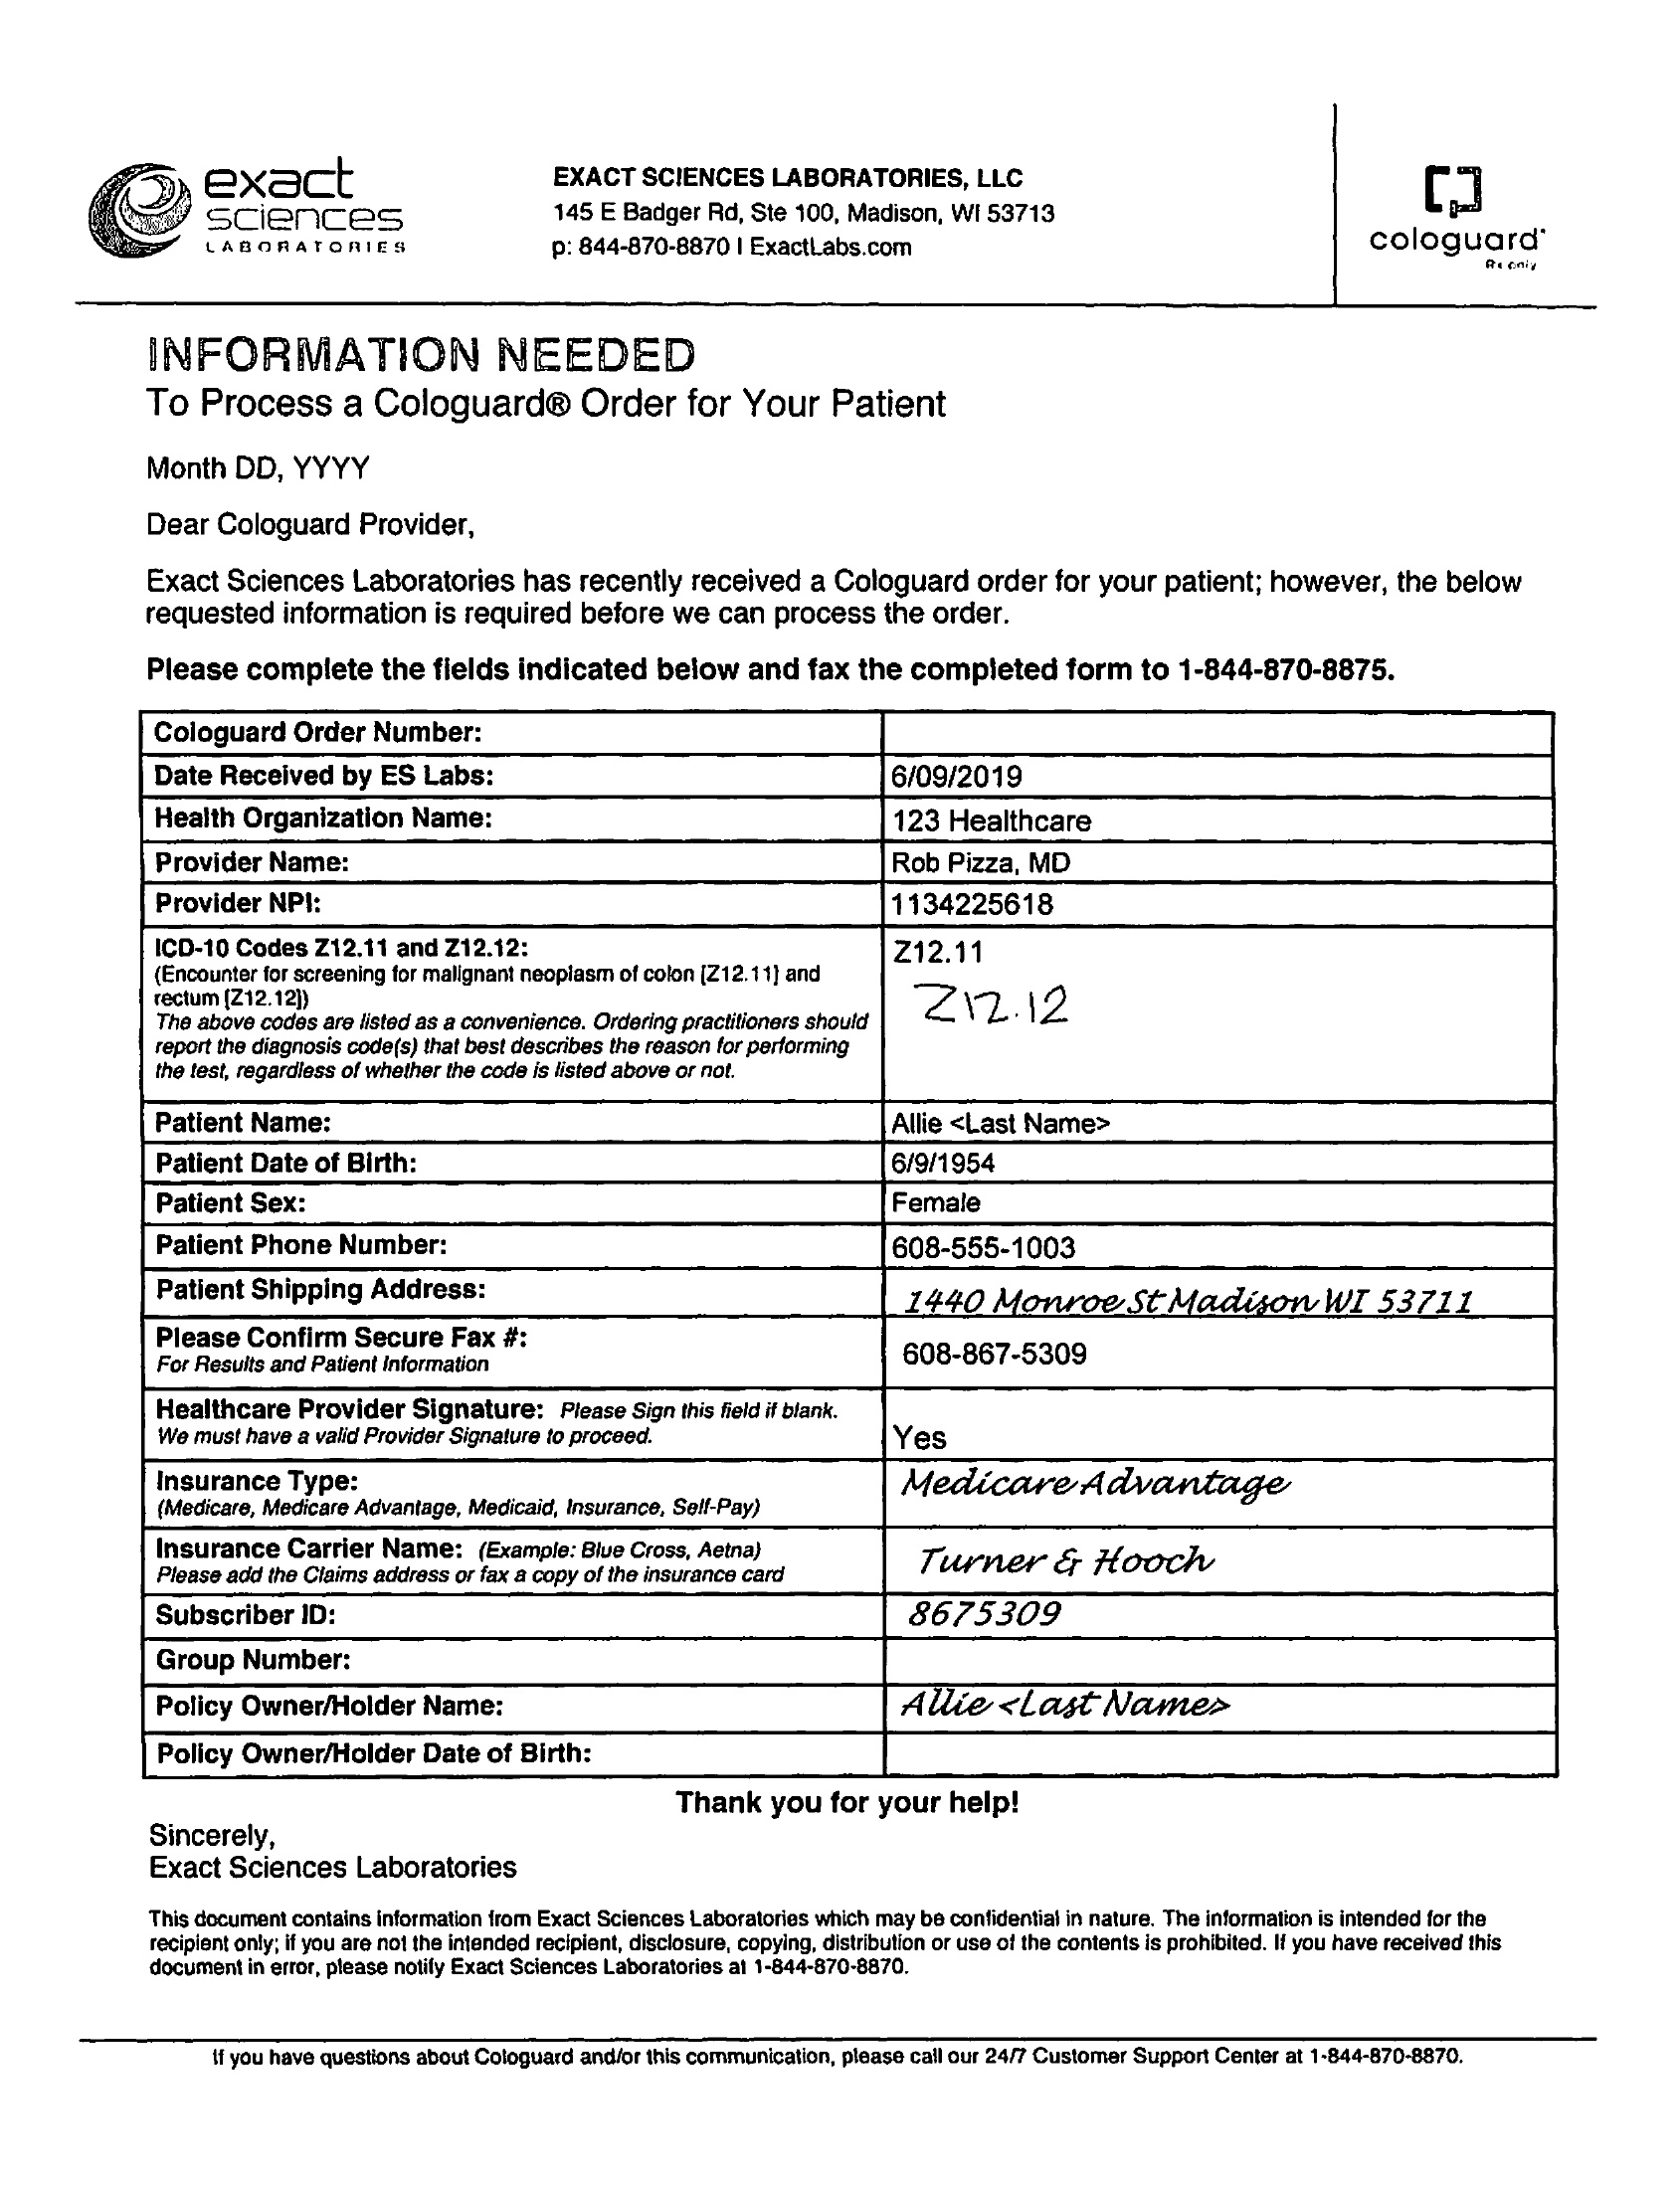 exact
sciences
LABORATORIES
EXACT SCIENCES LABORATORIES, LLC
145 E Badger Rd, Ste 100, Madison, WI 53713
p: 844-870-8870 I ExactLabs.com
cologuard
Rx only
INFORMATION NEEDED
To Process a Cologuard® Order for Your Patient
Month DD, YYYY
Dear Cologuard Provider,
Exact Sciences Laboratories has recently received a Cologuard order for your patient; however, the below
requested information is required before we can process the order.
Please complete the fields indicated below and fax the completed form to 1-844-870-8875.
Cologuard Order Number:
Date Received by ES Labs: 6/09/2019
Health Organization Name: 123 Healthcare
Provider Name: Rob Pizza, MD
Provider NPI: 1134225618
ICD-10 Codes Z12.11 and Z12.12: Z12.11
(Encounter for screening for malignant neoplasm of colon [Z12.11] and
rectum [Z12.12]) Z12.12
The above codes are listed as a convenience. Ordering practitioners should
report the diagnosis code(s) that best describes the reason for performing
the test, regardless of whether the code is listed above or not.
Patient Name: Allie <Last Name>
Patient Date of Birth: 6/9/1954
Patient Sex: Female
Patient Phone Number: 608-555-1003
Patient Shipping Address: 1440 Monroe St Madison WI 53711
Please Confirm Secure Fax #: 608-867-5309
For Results and Patient Information
Healthcare Provider Signature: Please Sign this field if blank.
We must have a valid Provider Signature to proceed. Yes
Insurance Type: Medicare Advantage
(Medicare, Medicare Advantage, Medicaid, Insurance, Self-Pay)
Insurance Carrier Name: (Example: Blue Cross, Aetna) Turner & Hooch
Please add the Claims address or fax a copy of the insurance card
Subscriber ID: 8675309
Group Number:
Policy Owner/Holder Name: Allie <Last Name>
Policy Owner/Holder Date of Birth:
Thank you for your help!
Sincerely,
Exact Sciences Laboratories
This document contains information from Exact Sciences Laboratories which may be confidential in nature. The information is intended for the
recipient only; if you are not the intended recipient, disclosure, copying, distribution or use of the contents is prohibited. If you have received this
document in error, please notify Exact Sciences Laboratories at 1-844-870-8870.
If you have questions about Cologuard and/or this communication, please call our 24/7 Customer Support Center at 1-844-870-8870.